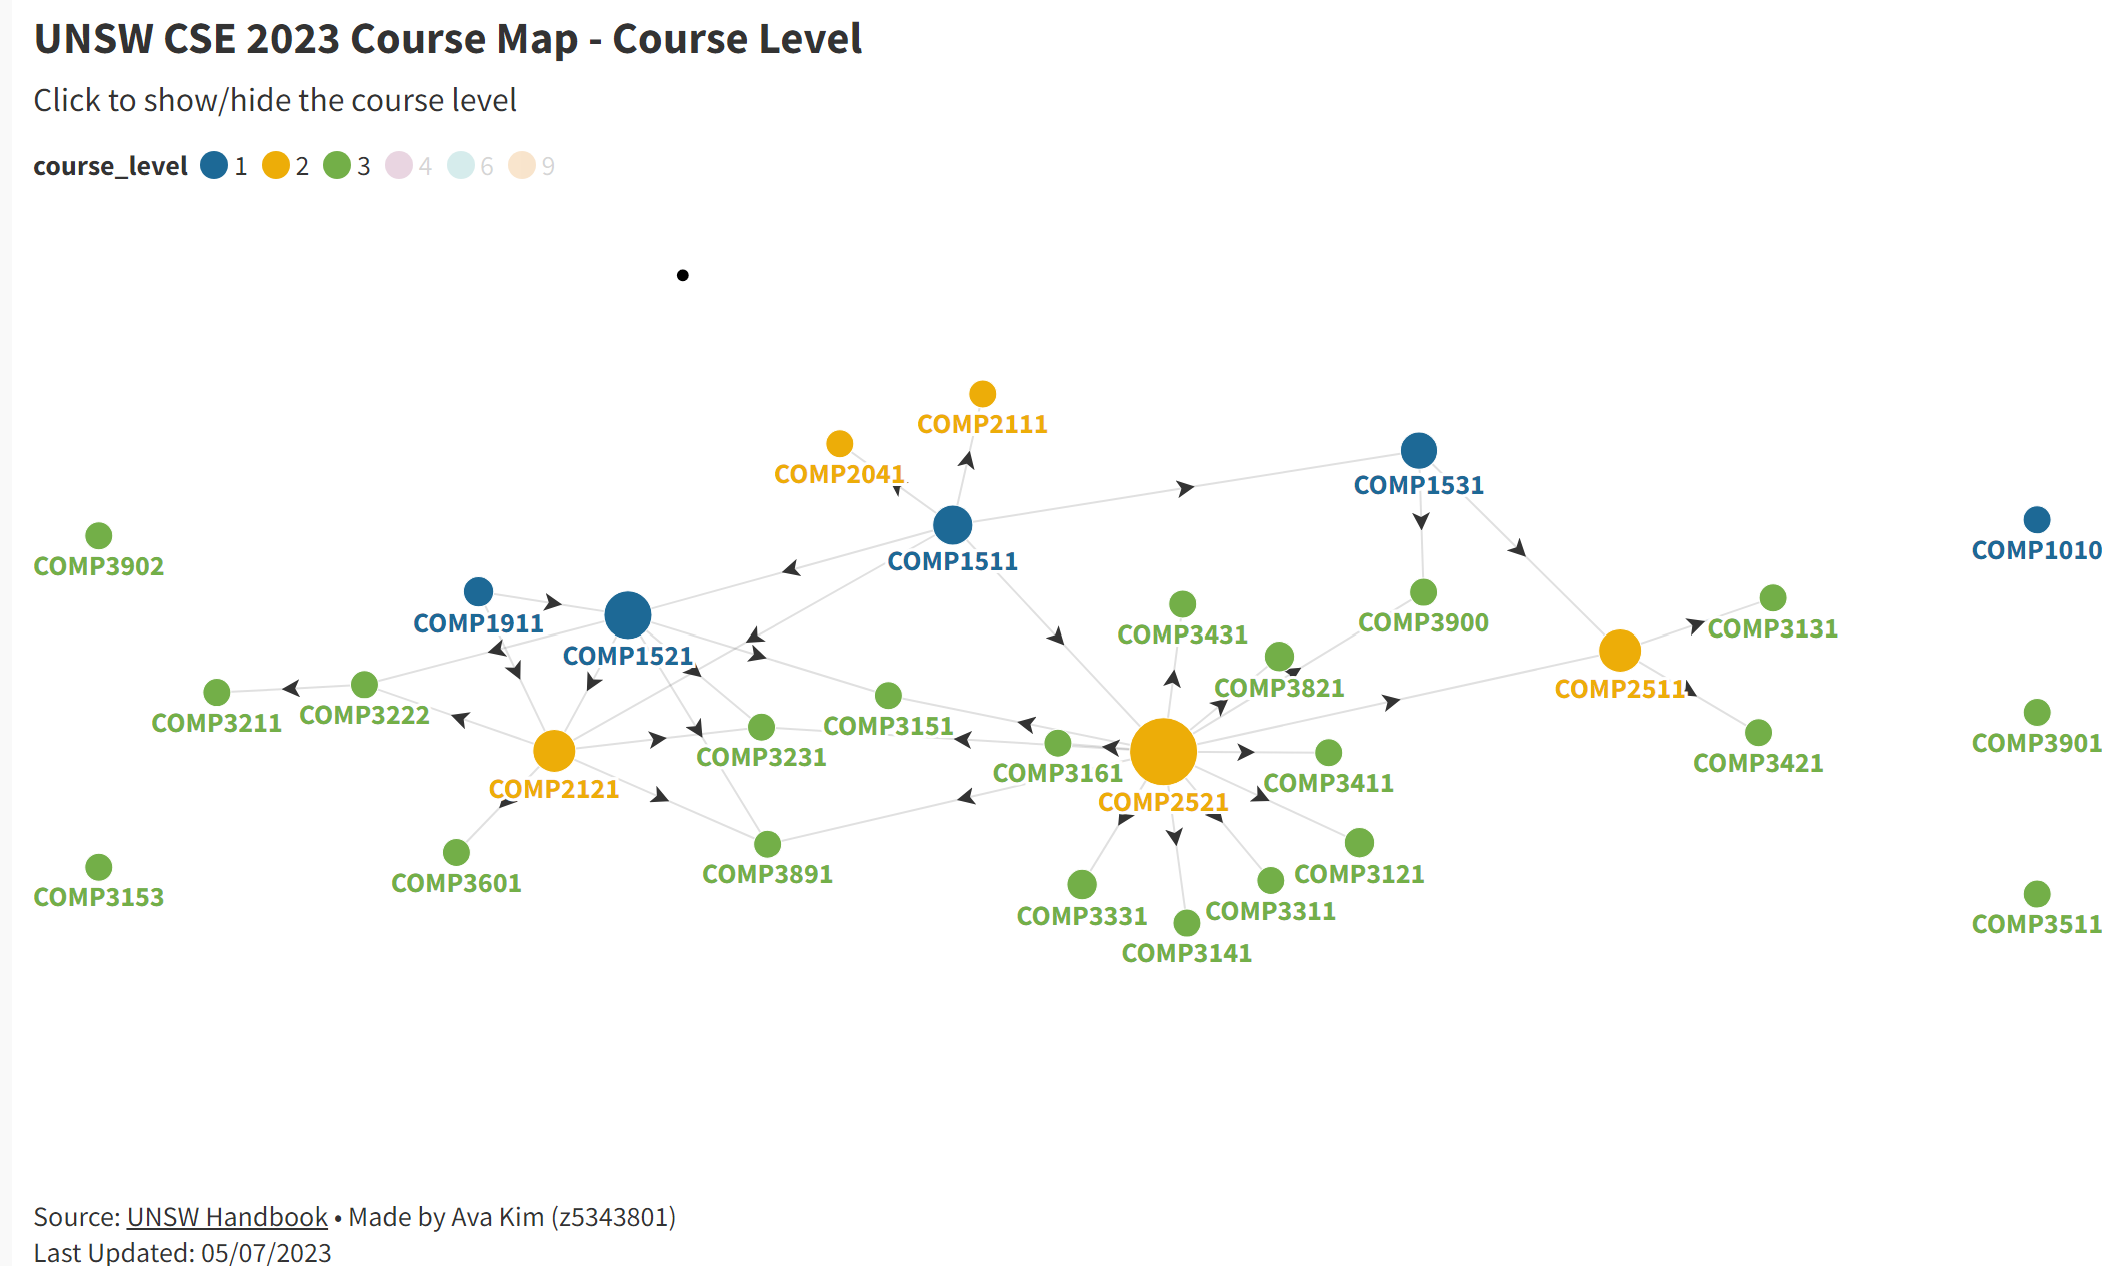 UNSW CSE 2023 Course Map - Course Level
Click to show/hide the course level
course_level 1 2 3 4 6 9
COMP2111
COMP2041
COMP1531
COMP1511
COMP1010
COMP3902
COMP1911
COMP3900
COMP3131
COMP3431
COMP1521
COMP3821
COMP2511
COMP3222
COMP3211
COMP3151
COMP3901
COMP3231
COMP3421
COMP3161
COMP3411
COMP2121
COMP2521
COMP3891
COMP3121
COMP3601
COMP3153
COMP3311
COMP3331
COMP3511
COMP3141
Source: UNSW Handbook • Made by Ava Kim (z5343801)
Last Updated: 05/07/2023